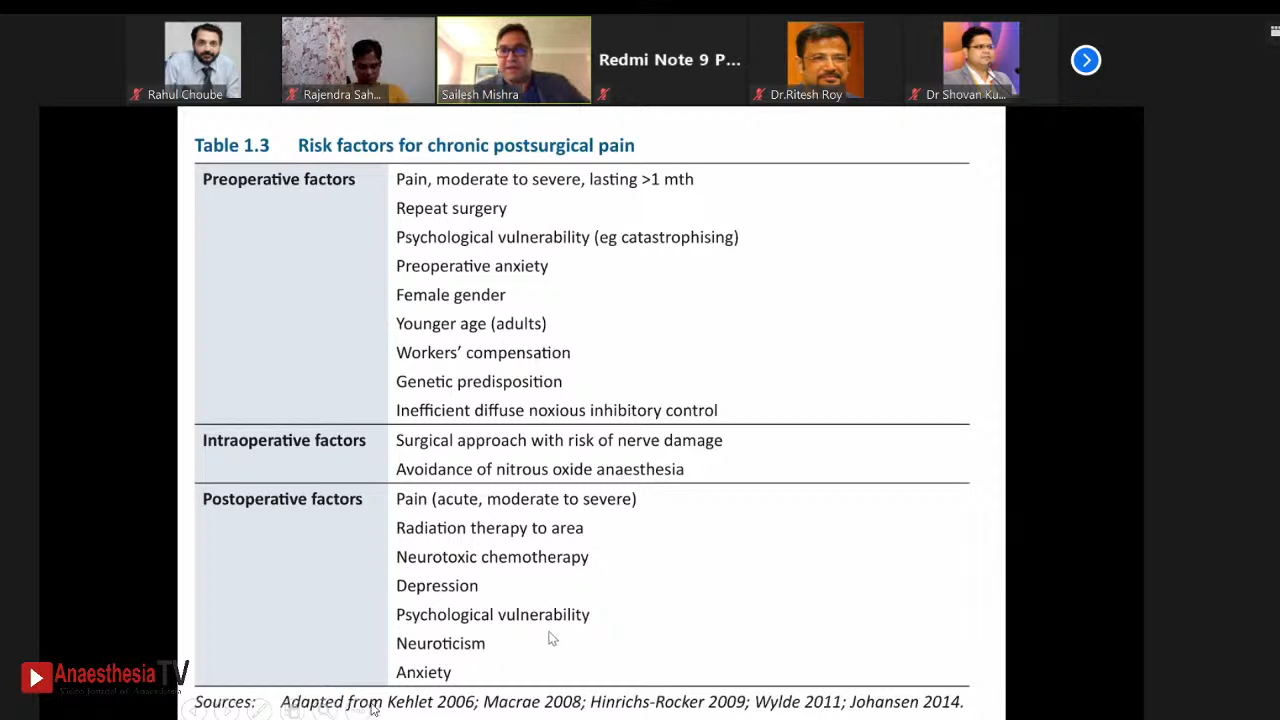 Redmi Note 9 P...
Rahul Choube
Rajendra Sah...
Sailesh Mishra
Dr.Ritesh Roy
Dr Shovan Ku...
Table 1.3 Risk factors for chronic postsurgical pain
Preoperative factors Pain, moderate to severe, lasting >1 mth
Repeat surgery
Psychological vulnerability (eg catastrophising)
Preoperative anxiety
Female gender
Younger age (adults)
Workers’ compensation
Genetic predisposition
Inefficient diffuse noxious inhibitory control
Intraoperative factors Surgical approach with risk of nerve damage
Avoidance of nitrous oxide anaesthesia
Postoperative factors Pain (acute, moderate to severe)
Radiation therapy to area
Neurotoxic chemotherapy
Depression
Psychological vulnerability
Neuroticism
Anxiety
AnaesthesiaTV
Video Journal of Anaesthesia
Sources: Adapted from Kehlet 2006; Macrae 2008; Hinrichs-Rocker 2009; Wylde 2011; Johansen 2014.